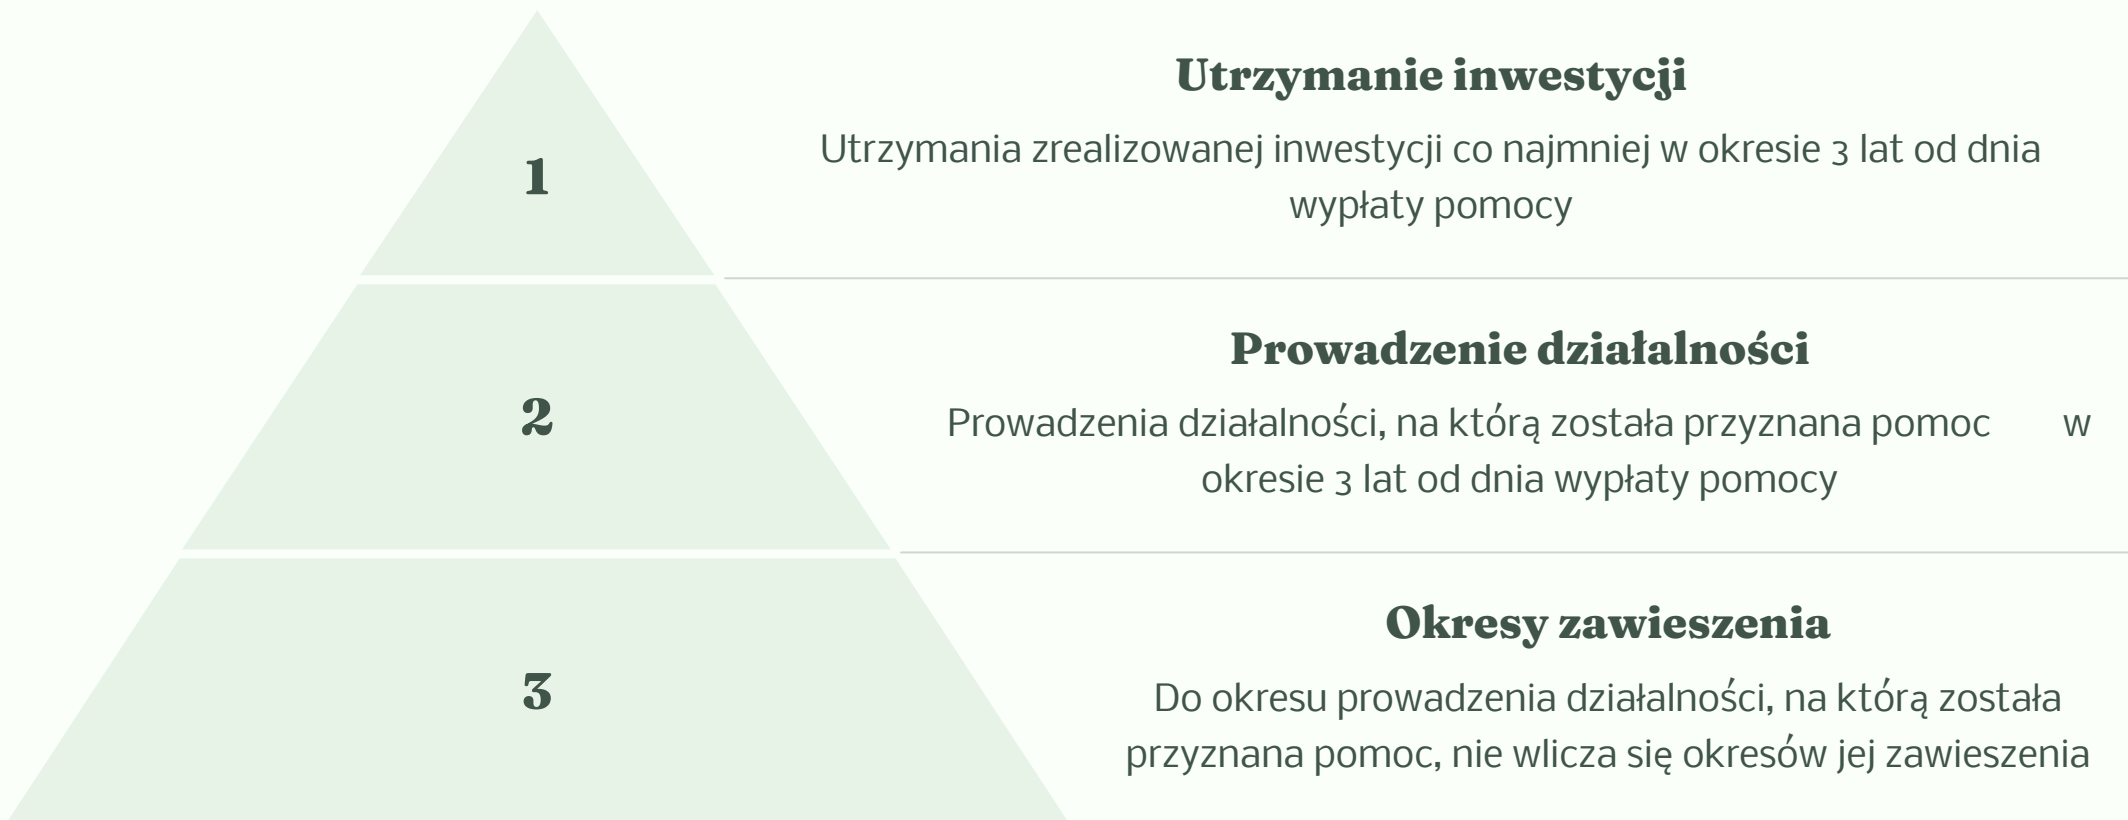 1
Utrzymanie inwestycji
Utrzymania zrealizowanej inwestycji co najmniej w okresie 3 lat od dnia
wypłaty pomocy
2
Prowadzenie działalności
Prowadzenia działalności, na którą została przyznana pomoc w
okresie 3 lat od dnia wypłaty pomocy
3
Okresy zawieszenia
Do okresu prowadzenia działalności, na którą została
przyznana pomoc, nie wlicza się okresów jej zawieszenia